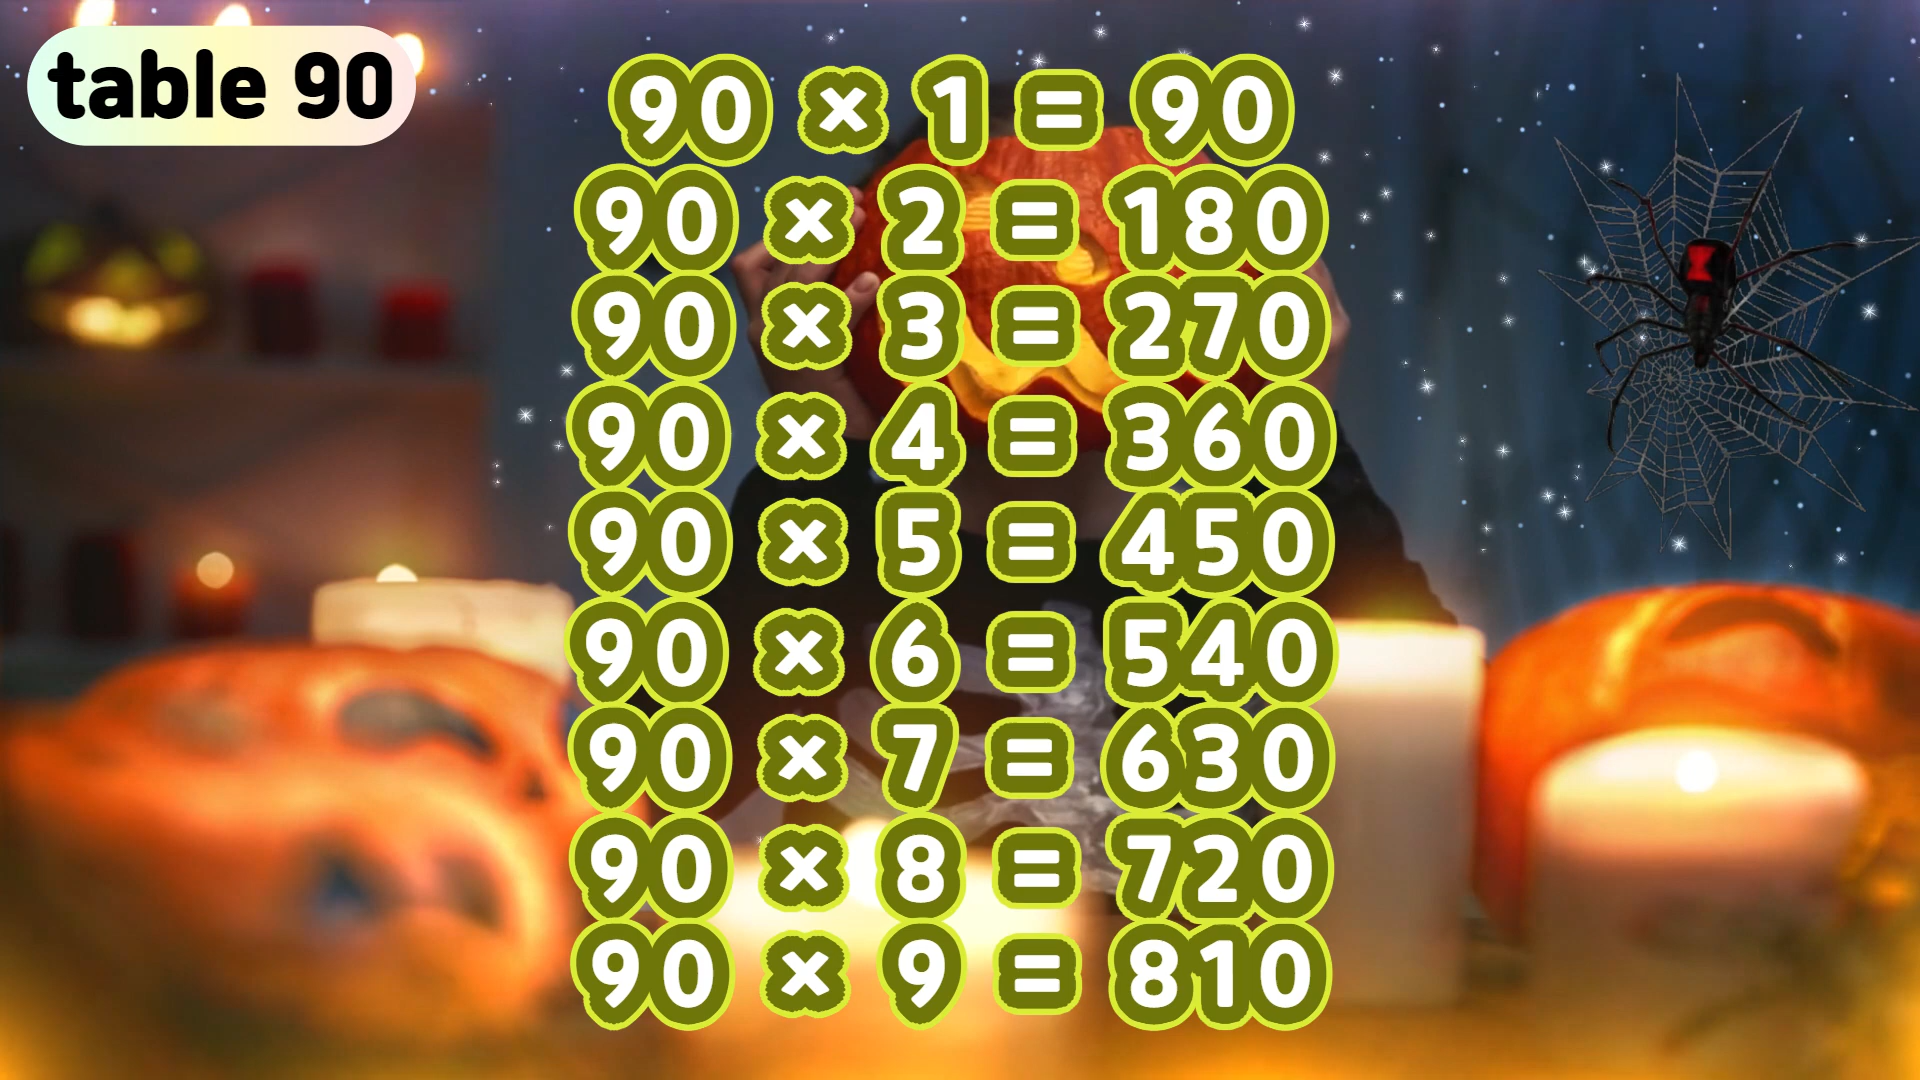 table 90
90 × 1 = 90
90 × 2 = 180
90 × 3 = 270
90 × 4 = 360
90 × 5 = 450
90 × 6 = 540
90 × 7 = 630
90 × 8 = 720
90 × 9 = 810